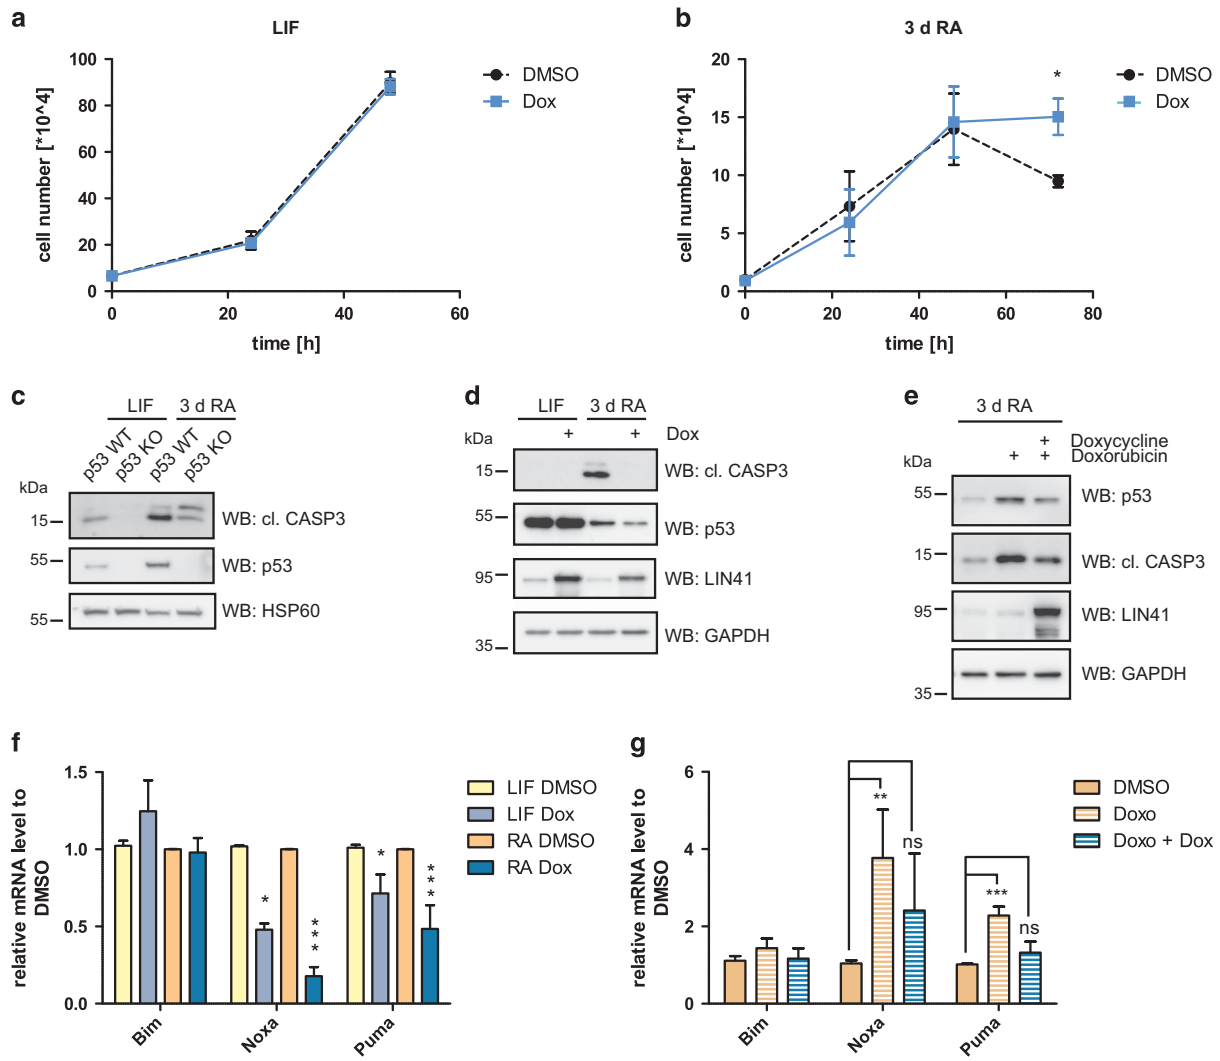 a
LIF
100
80
60
40
20
0
cell number [*10^4]
0 20 40 60
time [h]
DMSO
Dox
b
3 d RA
20
15
10
5
0
cell number [*10^4]
0 20 40 60 80
time [h]
*
DMSO
Dox
c
LIF 3 d RA
p53 WT p53 KO p53 WT p53 KO
kDa
15 WB: cl. CASP3
55 WB: p53
55 WB: HSP60
d
LIF 3 d RA
kDa + + Dox
15 WB: cl. CASP3
55 WB: p53
95 WB: LIN41
35 WB: GAPDH
e
3 d RA
+ Doxycycline
kDa + + Doxorubicin
55 WB: p53
15 WB: cl. CASP3
95 WB: LIN41
35 WB: GAPDH
f
1.5
1.0
0.5
0.0
relative mRNA level to
DMSO
* *** * ***
Bim Noxa Puma
LIF DMSO
LIF Dox
RA DMSO
RA Dox
g
6
4
2
0
relative mRNA level to
DMSO
** ns *** ns
Bim Noxa Puma
DMSO
Doxo
Doxo + Dox